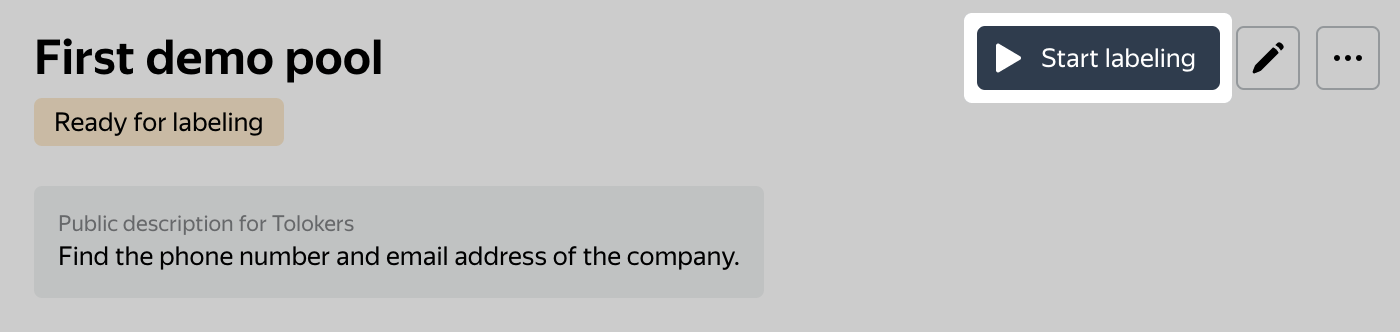 First demo pool
Start labeling
Ready for labeling
Public description for Tolokers
Find the phone number and email address of the company.